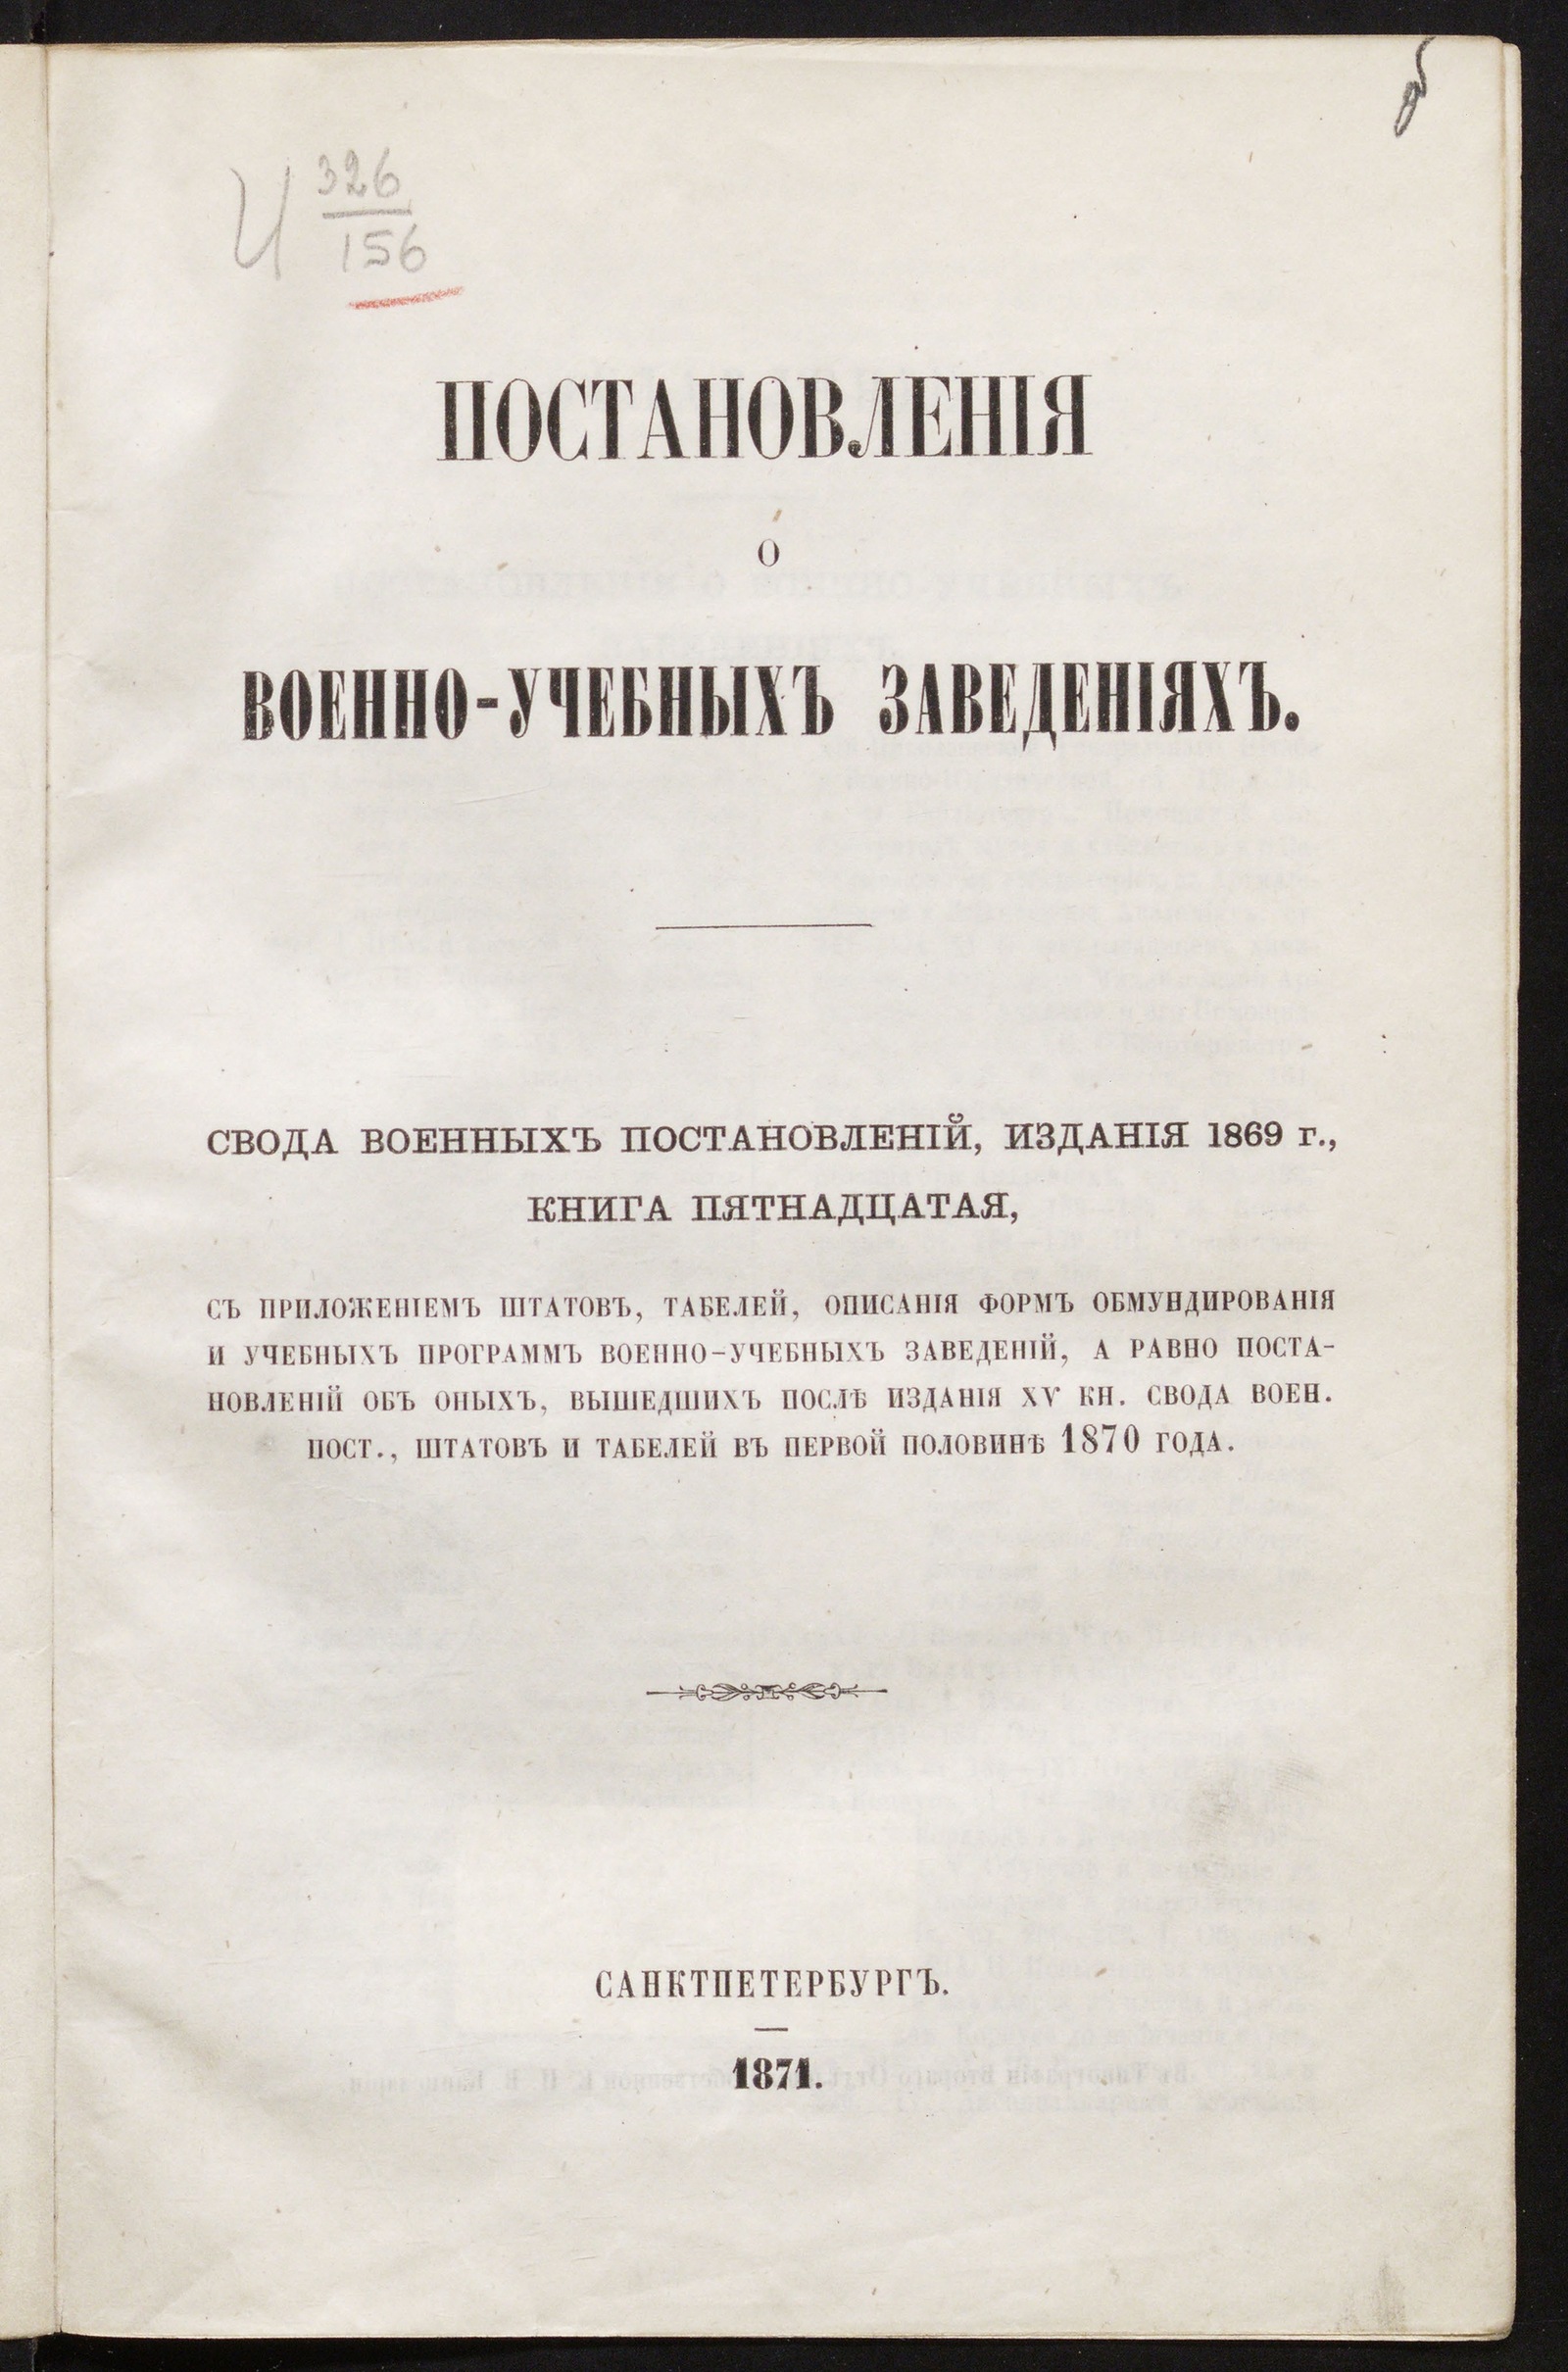 И 326
156
ПОСТАНОВЛЕНІЯ
О
ВОЕННО-УЧЕБНЫХЪ ЗАВЕДЕНІЯХЪ.
СВОДА ВОЕННЫХЪ ПОСТАНОВЛЕНІЙ, ИЗДАНІЯ 1869 г.,
КНИГА ПЯТНАДЦАТАЯ,
СЪ ПРИЛОЖЕНІЕМЪ ШТАТОВЪ, ТАБЕЛЕЙ, ОПИСАНІЯ ФОРМЪ ОБМУНДИРОВАНІЯ
И УЧЕБНЫХЪ ПРОГРАММЪ ВОЕННО-УЧЕБНЫХЪ ЗАВЕДЕНІЙ, А РАВНО ПОСТА-
НОВЛЕНІЙ ОБЪ ОНЫХЪ, ВЫШЕДШИХЪ ПОСЛѢ ИЗДАНІЯ XV КН. СВОДА ВОЕН.
ПОСТ., ШТАТОВЪ И ТАБЕЛЕЙ ВЪ ПЕРВОЙ ПОЛОВИНѢ 1870 ГОДА.
САНКТПЕТЕРБУРГЪ.
1871.